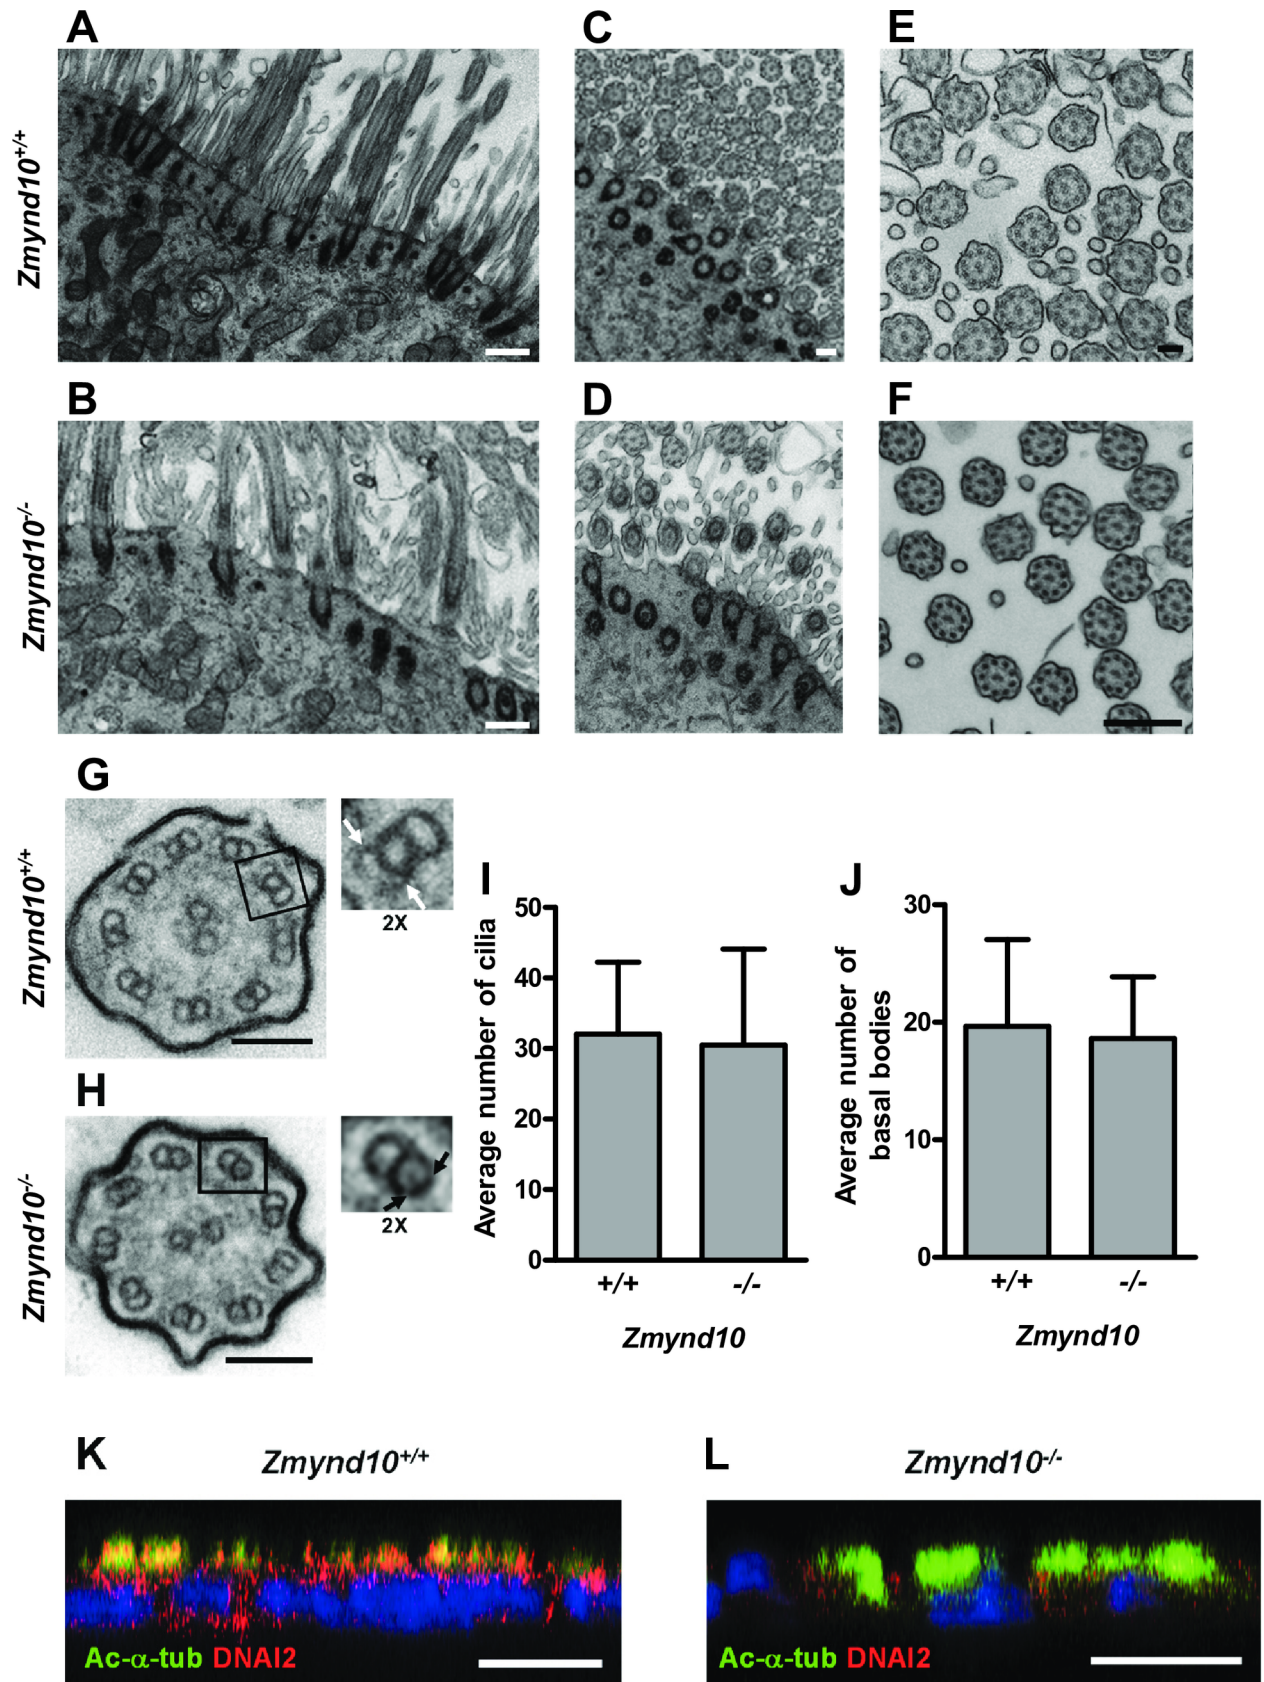 A
C
E
Zmynd10+/+
B
D
F
Zmynd10-/-
G
Zmynd10+/+
2X
H
Zmynd10-/-
2X
I
Average number of cilia
50
40
30
20
10
0
+/+ -/-
Zmynd10
J
Average number of
basal bodies
30
20
10
0
+/+ -/-
Zmynd10
K
Zmynd10+/+
Ac-α-tub DNAI2
L
Zmynd10-/-
Ac-α-tub DNAI2